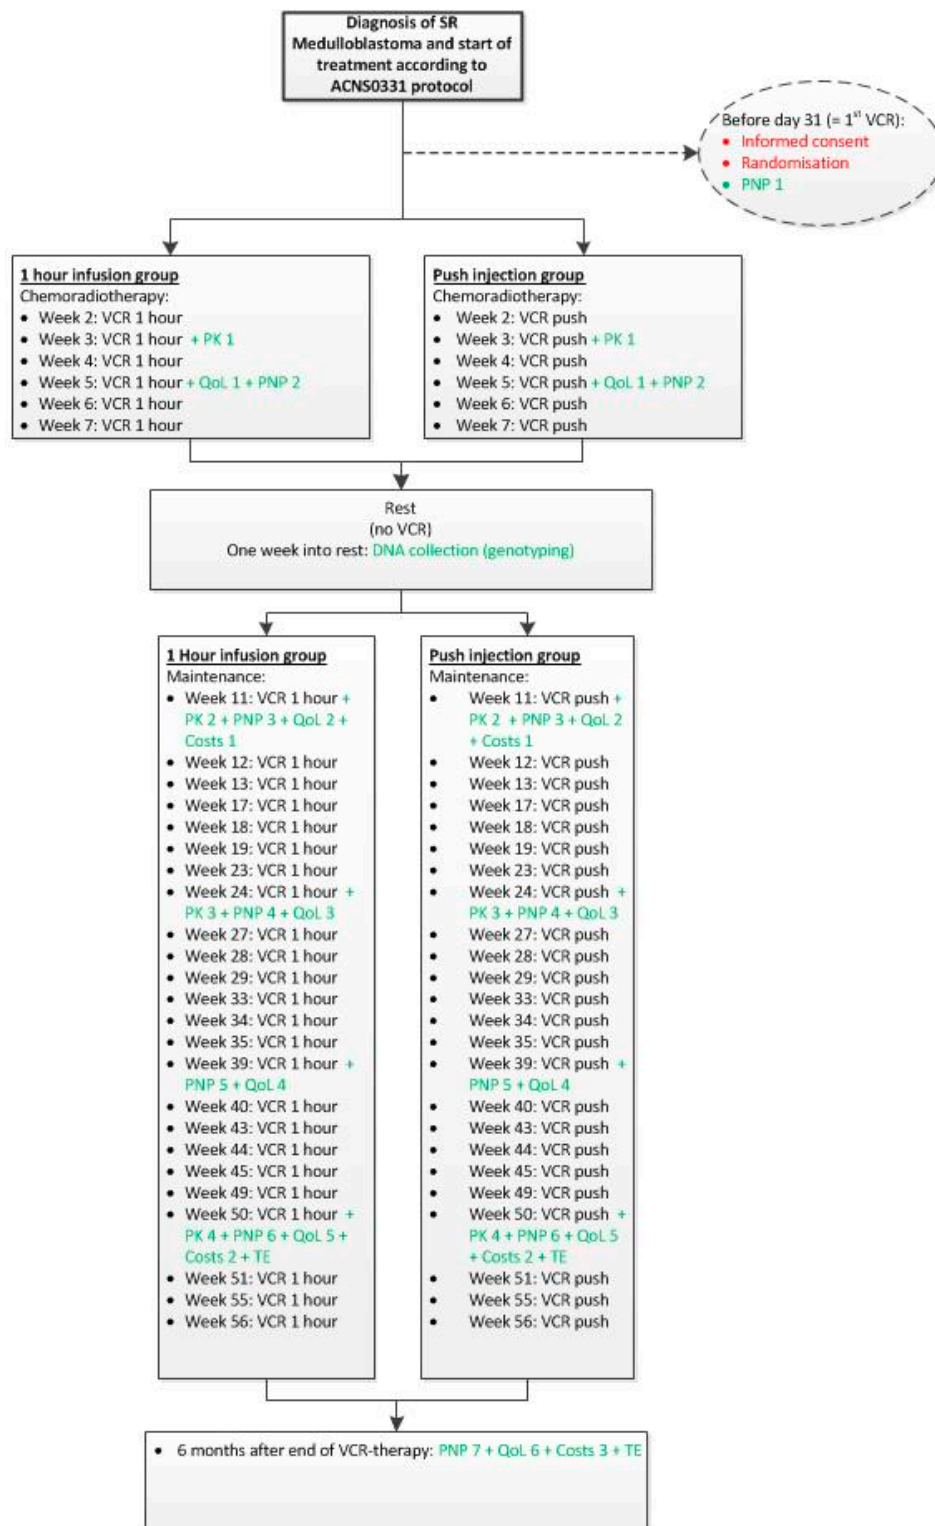 Diagnosis of SR
Medulloblastoma and start of
treatment according to
ACNS0331 protocol
Before day 31 (= 1st VCR):
• Informed consent
• Randomisation
• PNP 1
1 hour infusion group
Chemoradiotherapy:
• Week 2: VCR 1 hour
• Week 3: VCR 1 hour + PK 1
• Week 4: VCR 1 hour
• Week 5: VCR 1 hour + QoL 1 + PNP 2
• Week 6: VCR 1 hour
• Week 7: VCR 1 hour
Push injection group
Chemoradiotherapy:
• Week 2: VCR push
• Week 3: VCR push + PK 1
• Week 4: VCR push
• Week 5: VCR push + QoL 1 + PNP 2
• Week 6: VCR push
• Week 7: VCR push
Rest
(no VCR)
One week into rest: DNA collection (genotyping)
1 Hour infusion group
Maintenance:
• Week 11: VCR 1 hour +
PK 2 + PNP 3 + QoL 2 +
Costs 1
• Week 12: VCR 1 hour
• Week 13: VCR 1 hour
• Week 17: VCR 1 hour
• Week 18: VCR 1 hour
• Week 19: VCR 1 hour
• Week 23: VCR 1 hour
• Week 24: VCR 1 hour +
PK 3 + PNP 4 + QoL 3
• Week 27: VCR 1 hour
• Week 28: VCR 1 hour
• Week 29: VCR 1 hour
• Week 33: VCR 1 hour
• Week 34: VCR 1 hour
• Week 35: VCR 1 hour
• Week 39: VCR 1 hour +
PNP 5 + QoL 4
• Week 40: VCR 1 hour
• Week 43: VCR 1 hour
• Week 44: VCR 1 hour
• Week 45: VCR 1 hour
• Week 49: VCR 1 hour
• Week 50: VCR 1 hour +
PK 4 + PNP 6 + QoL 5 +
Costs 2 + TE
• Week 51: VCR 1 hour
• Week 55: VCR 1 hour
• Week 56: VCR 1 hour
Push injection group
Maintenance:
• Week 11: VCR push +
PK 2 + PNP 3 + QoL 2
+ Costs 1
• Week 12: VCR push
• Week 13: VCR push
• Week 17: VCR push
• Week 18: VCR push
• Week 19: VCR push
• Week 23: VCR push
• Week 24: VCR push +
PK 3 + PNP 4 + QoL 3
• Week 27: VCR push
• Week 28: VCR push
• Week 29: VCR push
• Week 33: VCR push
• Week 34: VCR push
• Week 35: VCR push
• Week 39: VCR push +
PNP 5 + QoL 4
• Week 40: VCR push
• Week 43: VCR push
• Week 44: VCR push
• Week 45: VCR push
• Week 49: VCR push
• Week 50: VCR push +
PK 4 + PNP 6 + QoL 5
+ Costs 2 + TE
• Week 51: VCR push
• Week 55: VCR push
• Week 56: VCR push
• 6 months after end of VCR-therapy: PNP 7 + QoL 6 + Costs 3 + TE